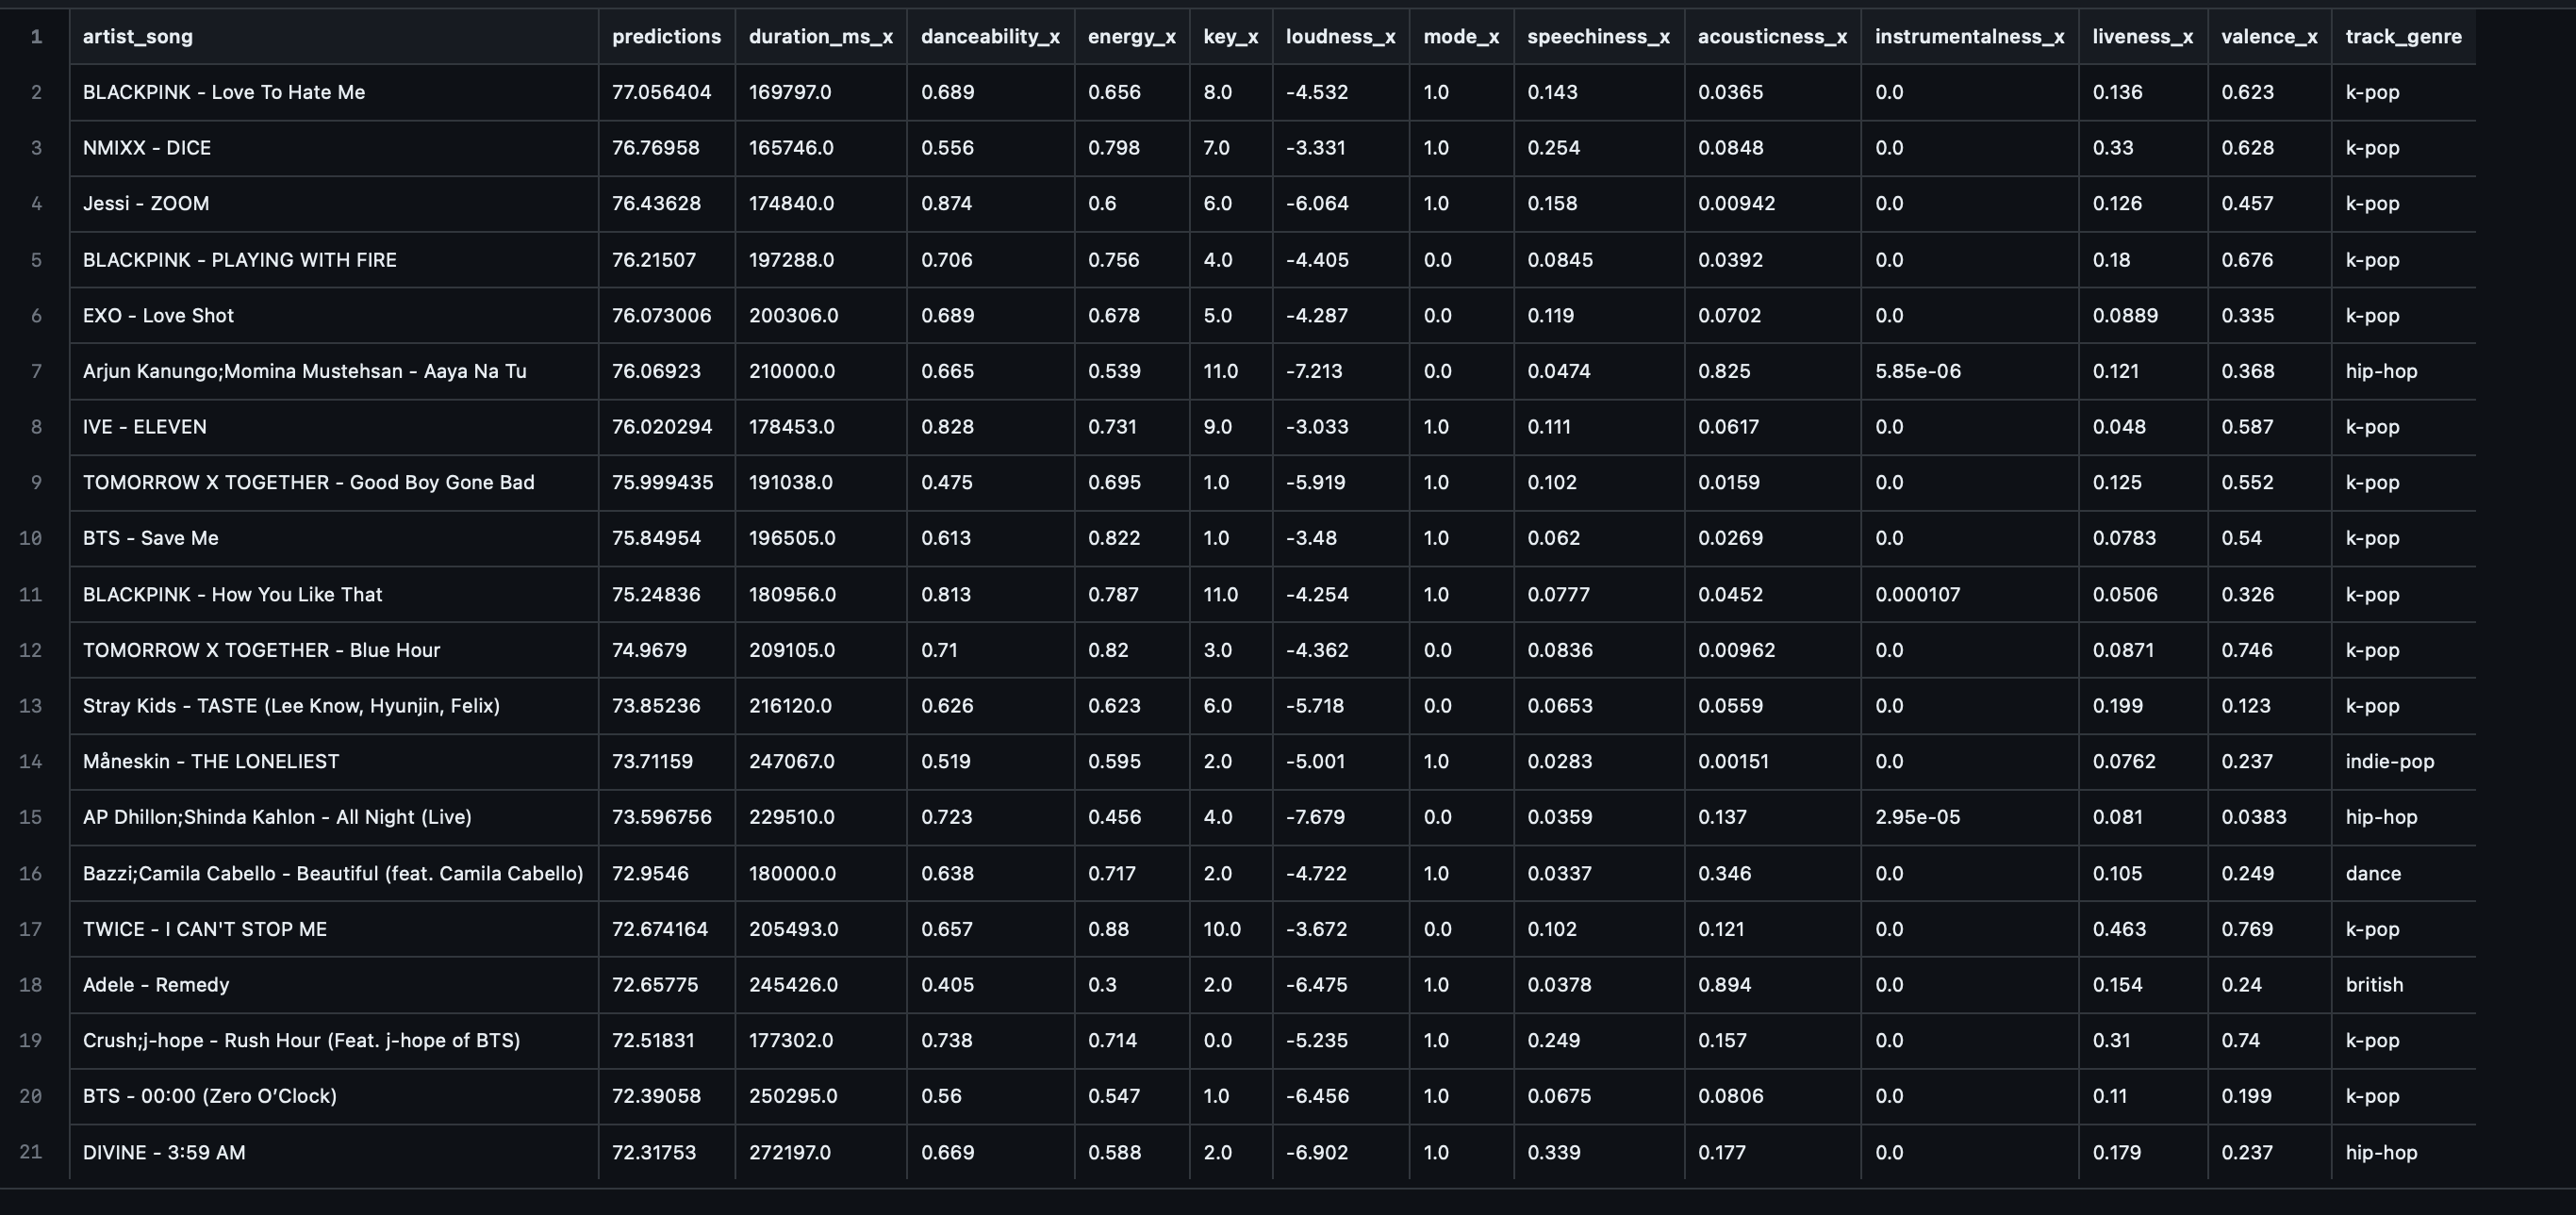 1 artist_song predictions duration_ms_x danceability_x energy_x key_x loudness_x mode_x speechiness_x acousticness_x instrumentalness_x liveness_x valence_x track_genre
2 BLACKPINK - Love To Hate Me 77.056404 169797.0 0.689 0.656 8.0 -4.532 1.0 0.143 0.0365 0.0 0.136 0.623 k-pop
3 NMIXX - DICE 76.76958 165746.0 0.556 0.798 7.0 -3.331 1.0 0.254 0.0848 0.0 0.33 0.628 k-pop
4 Jessi - ZOOM 76.43628 174840.0 0.874 0.6 6.0 -6.064 1.0 0.158 0.00942 0.0 0.126 0.457 k-pop
5 BLACKPINK - PLAYING WITH FIRE 76.21507 197288.0 0.706 0.756 4.0 -4.405 0.0 0.0845 0.0392 0.0 0.18 0.676 k-pop
6 EXO - Love Shot 76.073006 200306.0 0.689 0.678 5.0 -4.287 0.0 0.119 0.0702 0.0 0.0889 0.335 k-pop
7 Arjun Kanungo;Momina Mustehsan - Aaya Na Tu 76.06923 210000.0 0.665 0.539 11.0 -7.213 0.0 0.0474 0.825 5.85e-06 0.121 0.368 hip-hop
8 IVE - ELEVEN 76.020294 178453.0 0.828 0.731 9.0 -3.033 1.0 0.111 0.0617 0.0 0.048 0.587 k-pop
9 TOMORROW X TOGETHER - Good Boy Gone Bad 75.999435 191038.0 0.475 0.695 1.0 -5.919 1.0 0.102 0.0159 0.0 0.125 0.552 k-pop
10 BTS - Save Me 75.84954 196505.0 0.613 0.822 1.0 -3.48 1.0 0.062 0.0269 0.0 0.0783 0.54 k-pop
11 BLACKPINK - How You Like That 75.24836 180956.0 0.813 0.787 11.0 -4.254 1.0 0.0777 0.0452 0.000107 0.0506 0.326 k-pop
12 TOMORROW X TOGETHER - Blue Hour 74.9679 209105.0 0.71 0.82 3.0 -4.362 0.0 0.0836 0.00962 0.0 0.0871 0.746 k-pop
13 Stray Kids - TASTE (Lee Know, Hyunjin, Felix) 73.85236 216120.0 0.626 0.623 6.0 -5.718 0.0 0.0653 0.0559 0.0 0.199 0.123 k-pop
14 Måneskin - THE LONELIEST 73.71159 247067.0 0.519 0.595 2.0 -5.001 1.0 0.0283 0.00151 0.0 0.0762 0.237 indie-pop
15 AP Dhillon;Shinda Kahlon - All Night (Live) 73.596756 229510.0 0.723 0.456 4.0 -7.679 0.0 0.0359 0.137 2.95e-05 0.081 0.0383 hip-hop
16 Bazzi;Camila Cabello - Beautiful (feat. Camila Cabello) 72.9546 180000.0 0.638 0.717 2.0 -4.722 1.0 0.0337 0.346 0.0 0.105 0.249 dance
17 TWICE - I CAN'T STOP ME 72.674164 205493.0 0.657 0.88 10.0 -3.672 0.0 0.102 0.121 0.0 0.463 0.769 k-pop
18 Adele - Remedy 72.65775 245426.0 0.405 0.3 2.0 -6.475 1.0 0.0378 0.894 0.0 0.154 0.24 british
19 Crush;j-hope - Rush Hour (Feat. j-hope of BTS) 72.51831 177302.0 0.738 0.714 0.0 -5.235 1.0 0.249 0.157 0.0 0.31 0.74 k-pop
20 BTS - 00:00 (Zero O’Clock) 72.39058 250295.0 0.56 0.547 1.0 -6.456 1.0 0.0675 0.0806 0.0 0.11 0.199 k-pop
21 DIVINE - 3:59 AM 72.31753 272197.0 0.669 0.588 2.0 -6.902 1.0 0.339 0.177 0.0 0.179 0.237 hip-hop